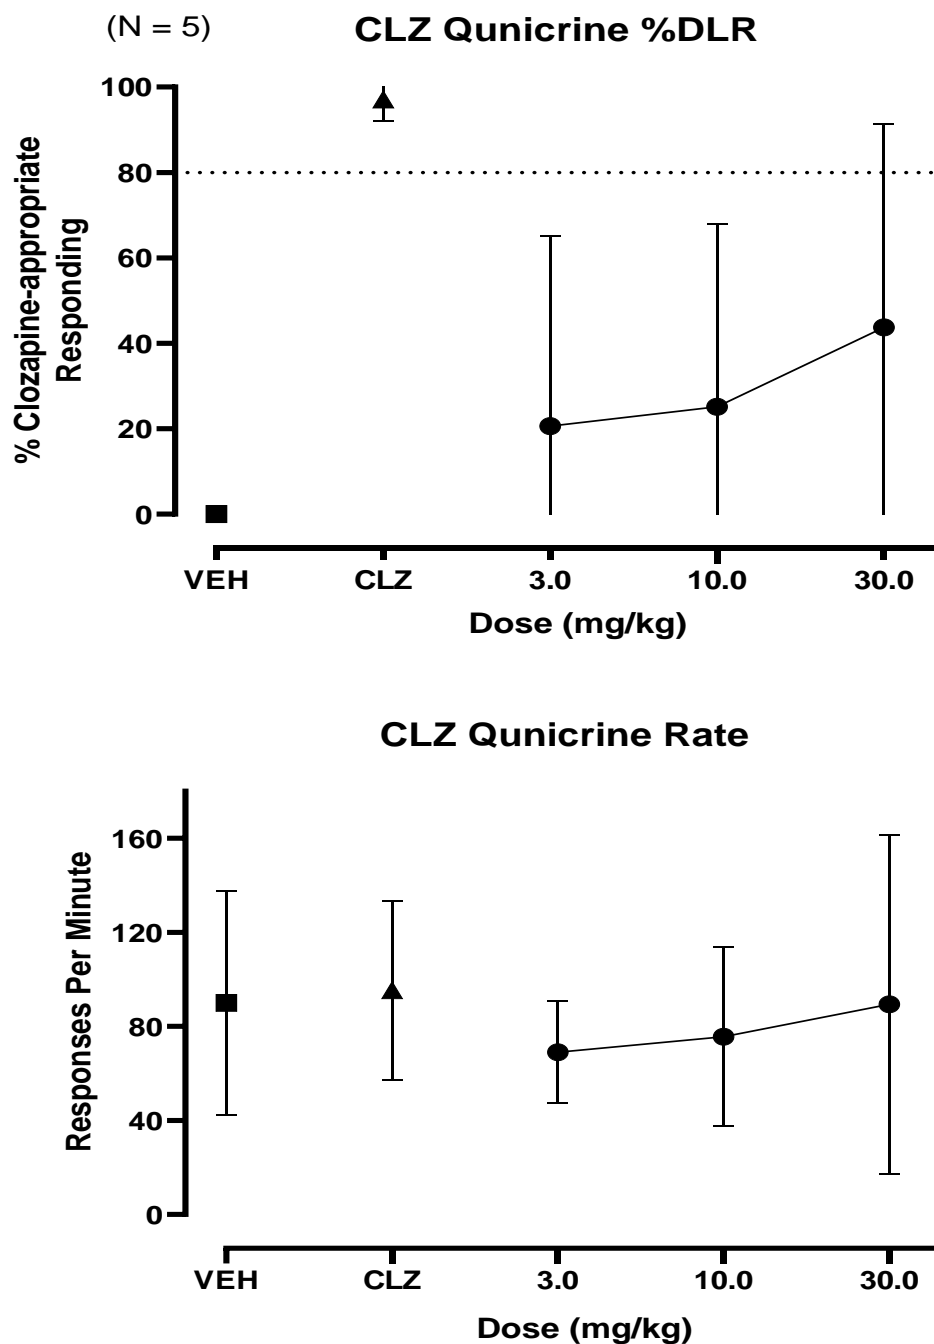 (N = 5)
CLZ Qunicrine %DLR
% Clozapine-appropriate
Responding
100
80
60
40
20
0
VEH CLZ 3.0 10.0 30.0
Dose (mg/kg)
CLZ Qunicrine Rate
Responses Per Minute
160
120
80
40
0
VEH CLZ 3.0 10.0 30.0
Dose (mg/kg)